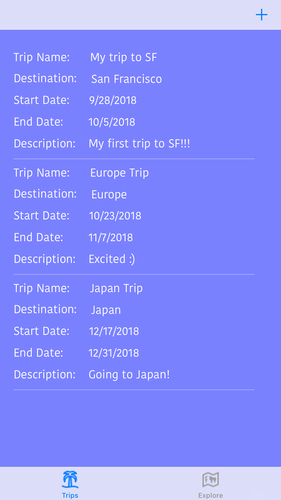 Trip Name: My trip to SF
Destination: San Francisco
Start Date: 9/28/2018
End Date: 10/5/2018
Description: My first trip to SF!!!
Trip Name: Europe Trip
Destination: Europe
Start Date: 10/23/2018
End Date: 11/7/2018
Description: Excited :)
Trip Name: Japan Trip
Destination: Japan
Start Date: 12/17/2018
End Date: 12/31/2018
Description: Going to Japan!
Trips Explore